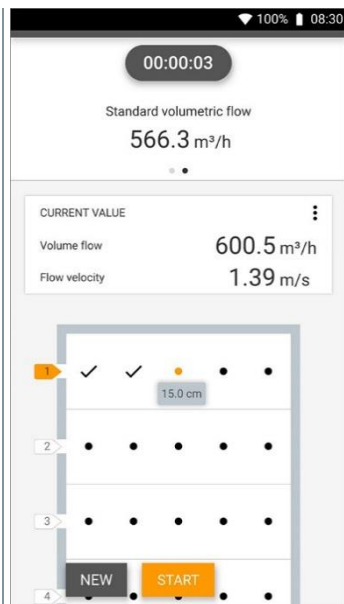 100% 08:30
00:00:03
Standard volumetric flow
566.3 m³/h
CURRENT VALUE
Volume flow 600.5 m³/h
Flow velocity 1.39 m/s
1
15.0 cm
2
3
4
NEW START